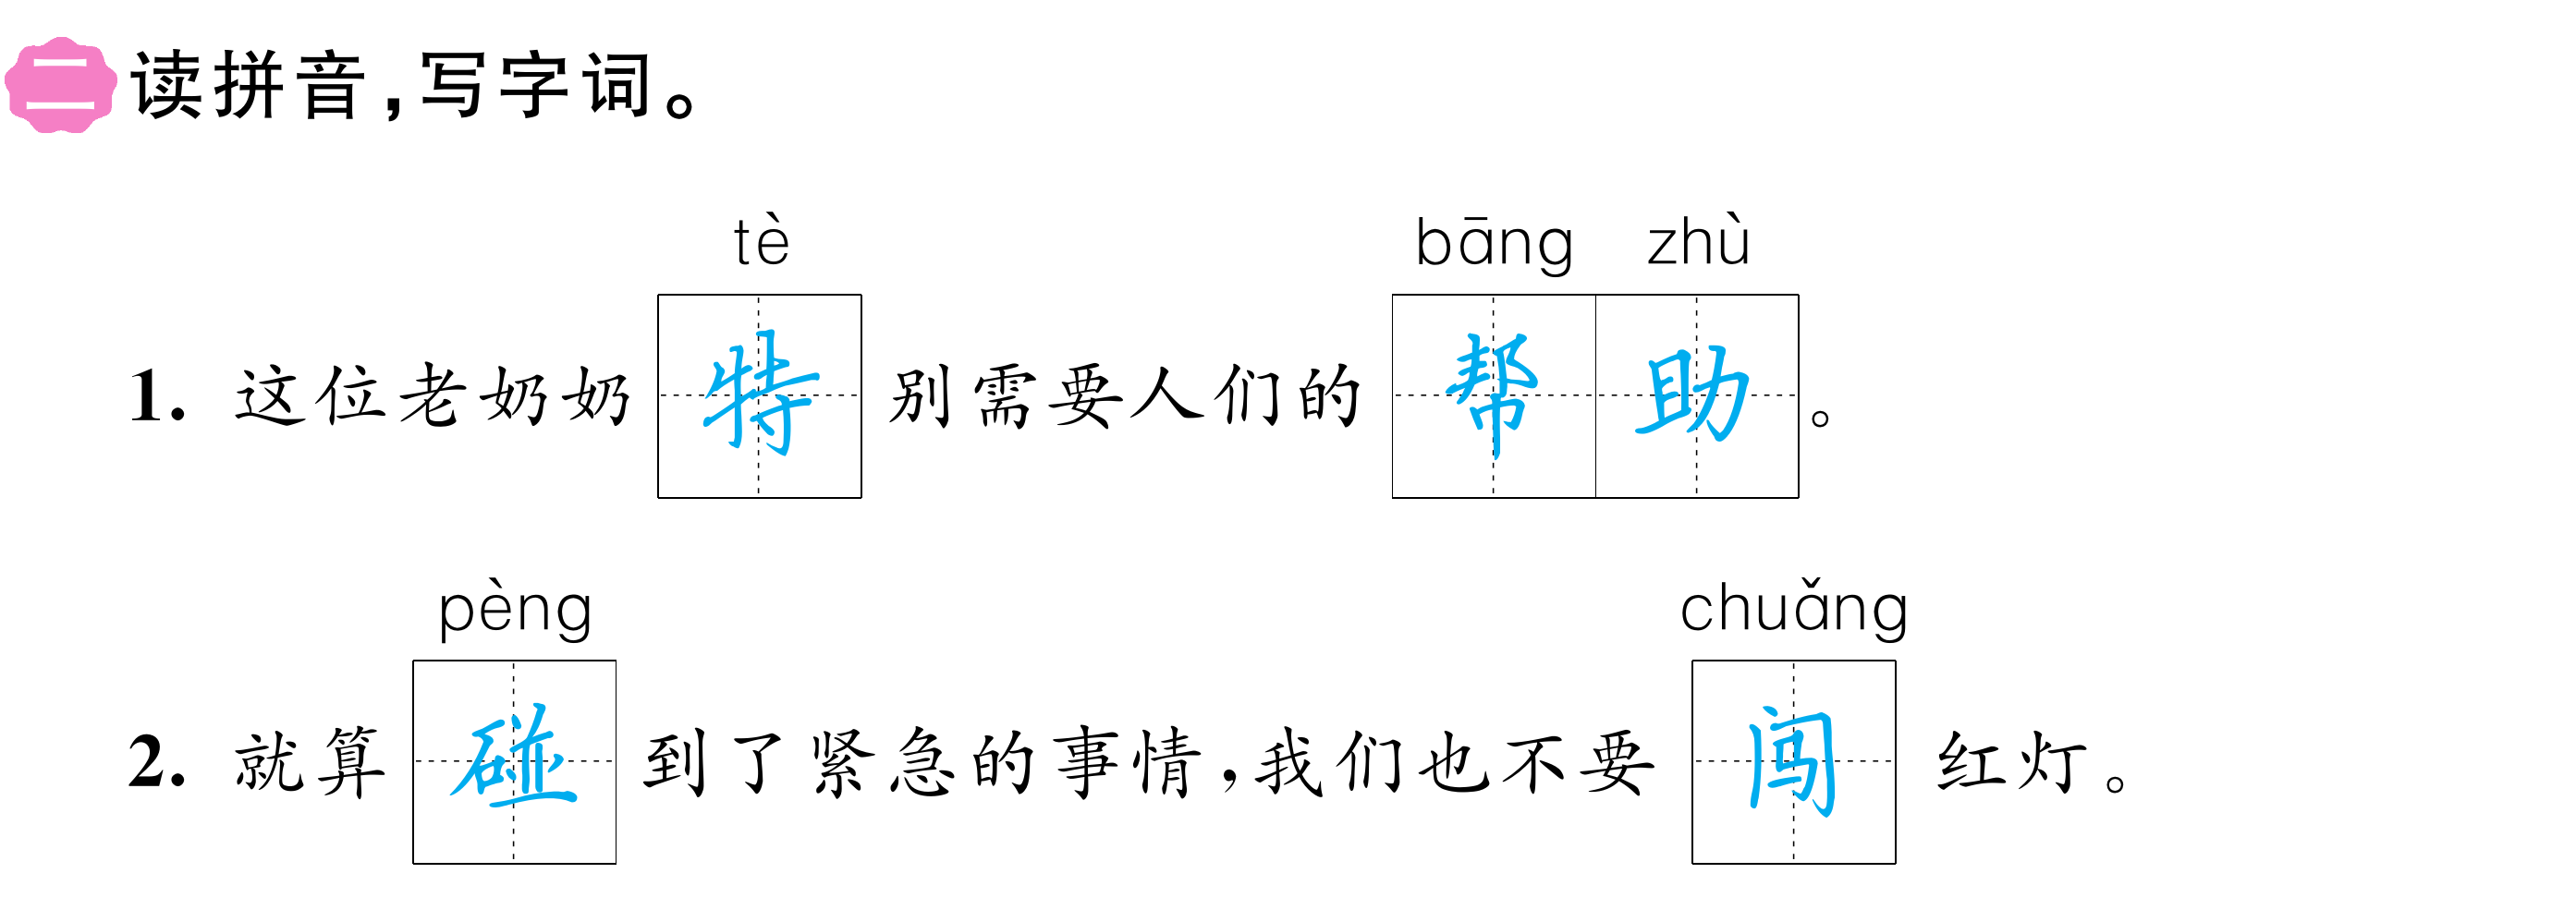 二 读拼音,写字词。
tè bāng zhù
1. 这位老奶奶 特 别需要人们的 帮 助 。
pèng chuǎng
2. 就算 碰 到了紧急的事情,我们也不要 闯 红灯。